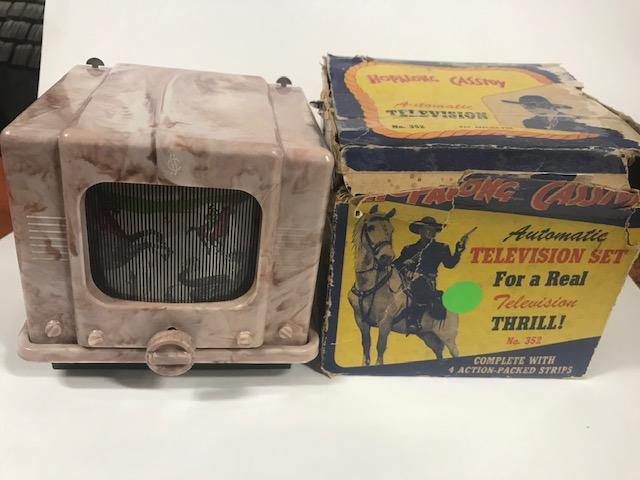 HOPALONG CASSIDY
Automatic
TELEVISION
No. 352
HOPALONG CASSIDY
Automatic
TELEVISION SET
For a Real
Television
THRILL!
No. 352
COMPLETE WITH
4 ACTION-PACKED STRIPS